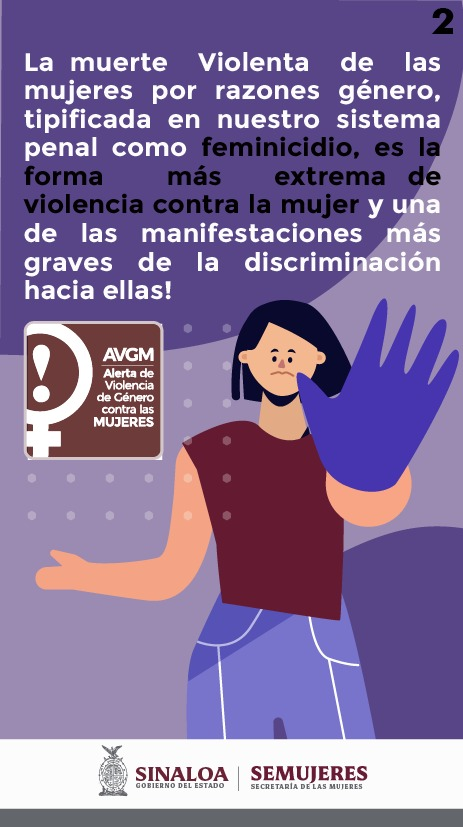 2
La muerte Violenta de las
mujeres por razones género,
tipificada en nuestro sistema
penal como feminicidio, es la
forma más extrema de
violencia contra la mujer y una
de las manifestaciones más
graves de la discriminación
hacia ellas!
AVGM
Alerta de
Violencia
de Género
contra las
MUJERES
SINALOA
GOBIERNO DEL ESTADO
SEMUJERES
SECRETARÍA DE LAS MUJERES